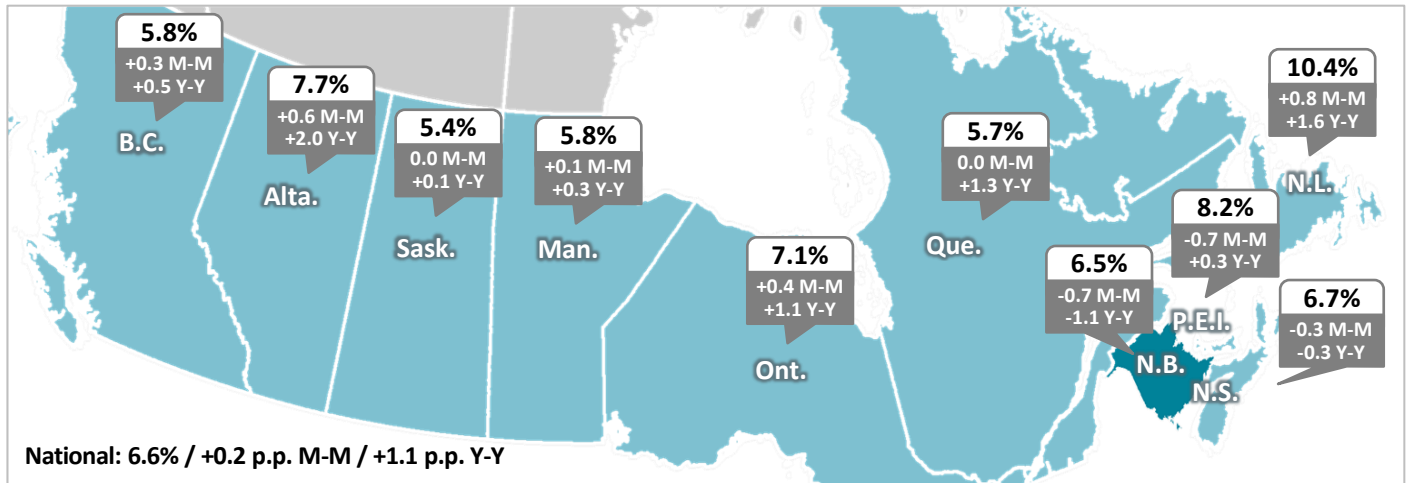 5.8%
+0.3 M-M
+0.5 Y-Y
B.C.
7.7%
+0.6 M-M
+2.0 Y-Y
Alta.
5.4%
0.0 M-M
+0.1 Y-Y
Sask.
5.8%
+0.1 M-M
+0.3 Y-Y
Man.
7.1%
+0.4 M-M
+1.1 Y-Y
Ont.
5.7%
0.0 M-M
+1.3 Y-Y
Que.
10.4%
+0.8 M-M
+1.6 Y-Y
N.L.
8.2%
-0.7 M-M
+0.3 Y-Y
P.E.I.
6.5%
-0.7 M-M
-1.1 Y-Y
N.B.
6.7%
-0.3 M-M
-0.3 Y-Y
N.S.
National: 6.6% / +0.2 p.p. M-M / +1.1 p.p. Y-Y